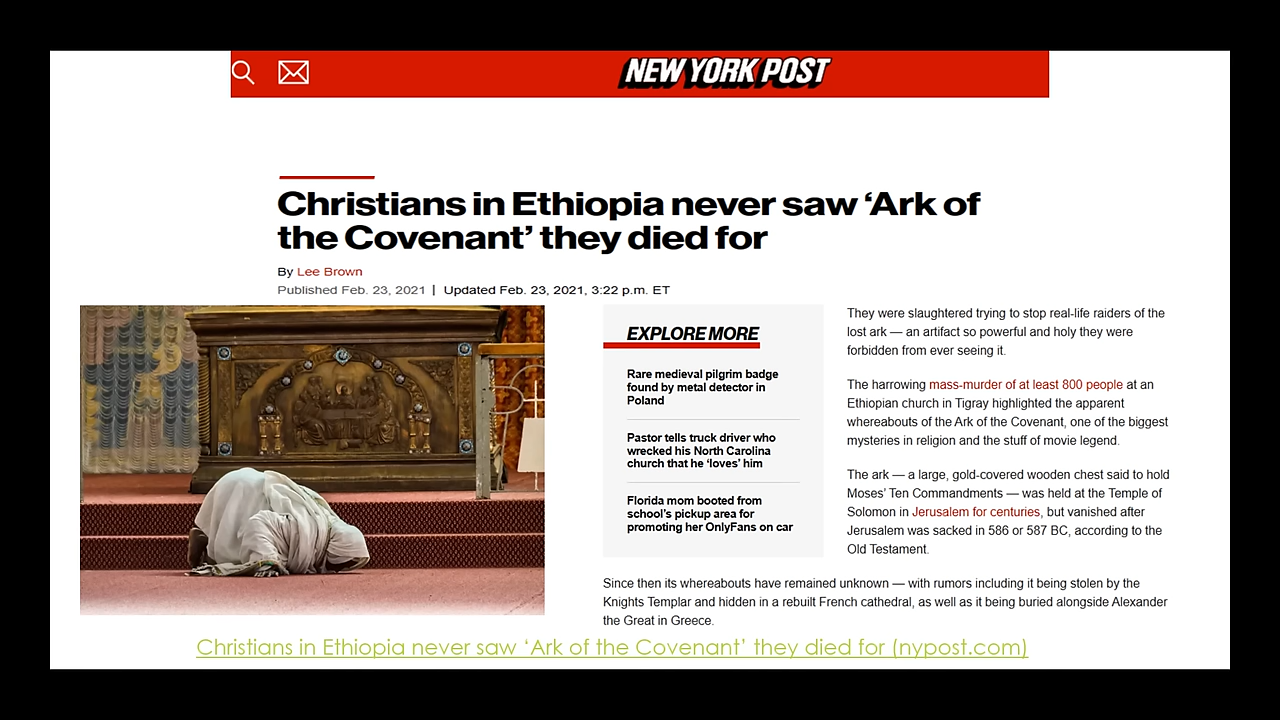 NEW YORK POST
Christians in Ethiopia never saw ‘Ark of
the Covenant’ they died for
By Lee Brown
Published Feb. 23, 2021 | Updated Feb. 23, 2021, 3:22 p.m. ET
EXPLORE MORE
Rare medieval pilgrim badge
found by metal detector in
Poland
Pastor tells truck driver who
wrecked his North Carolina
church that he ‘loves’ him
Florida mom booted from
school’s pickup area for
promoting her OnlyFans on car
They were slaughtered trying to stop real-life raiders of the
lost ark — an artifact so powerful and holy they were
forbidden from ever seeing it.
The harrowing mass-murder of at least 800 people at an
Ethiopian church in Tigray highlighted the apparent
whereabouts of the Ark of the Covenant, one of the biggest
mysteries in religion and the stuff of movie legend.
The ark — a large, gold-covered wooden chest said to hold
Moses’ Ten Commandments — was held at the Temple of
Solomon in Jerusalem for centuries, but vanished after
Jerusalem was sacked in 586 or 587 BC, according to the
Old Testament.
Since then its whereabouts have remained unknown — with rumors including it being stolen by the
Knights Templar and hidden in a rebuilt French cathedral, as well as it being buried alongside Alexander
the Great in Greece.
Christians in Ethiopia never saw ‘Ark of the Covenant’ they died for (nypost.com)